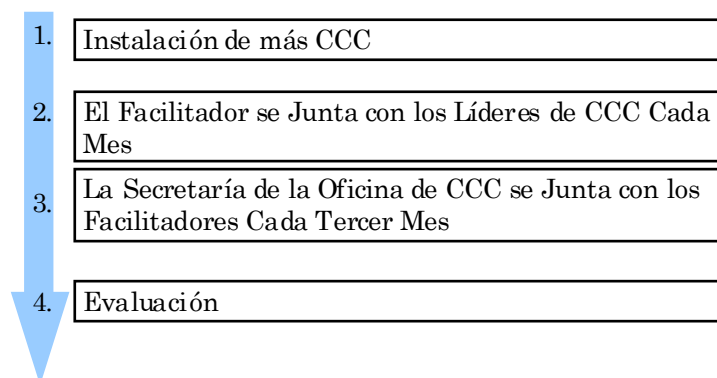 1. Instalación de más CCC
2. El Facilitador se Junta con los Líderes de CCC Cada
Mes
3. La Secretaría de la Oficina de CCC se Junta con los
Facilitadores Cada Tercer Mes
4. Evaluación